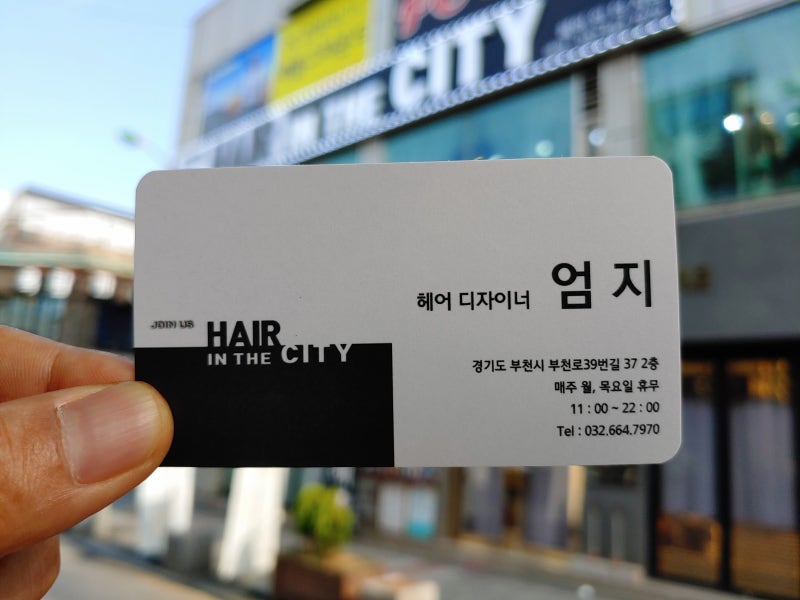 IN THE CITY
JOIN US
HAIR
IN THE CITY
헤어 디자이너 엄 지
경기도 부천시 부천로39번길 37 2층
매주 월, 목요일 휴무
11 : 00 ~ 22 : 00
Tel : 032.664.7970